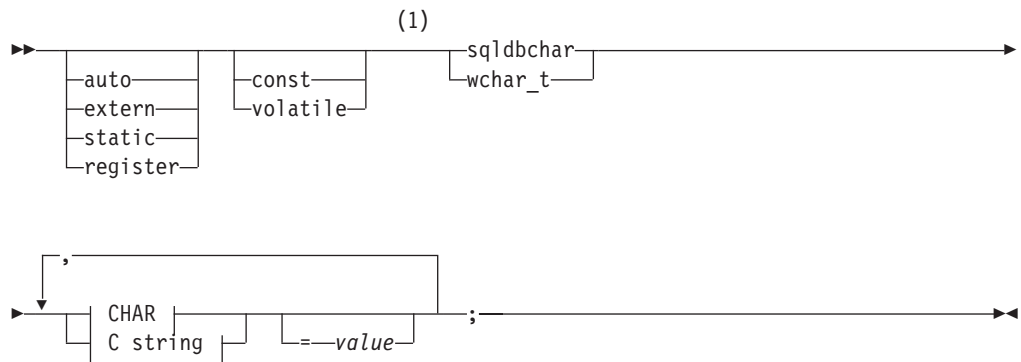 (1)
sqldbchar
auto const wchar_t
extern volatile
static
register
,
CHAR ;
C string = value